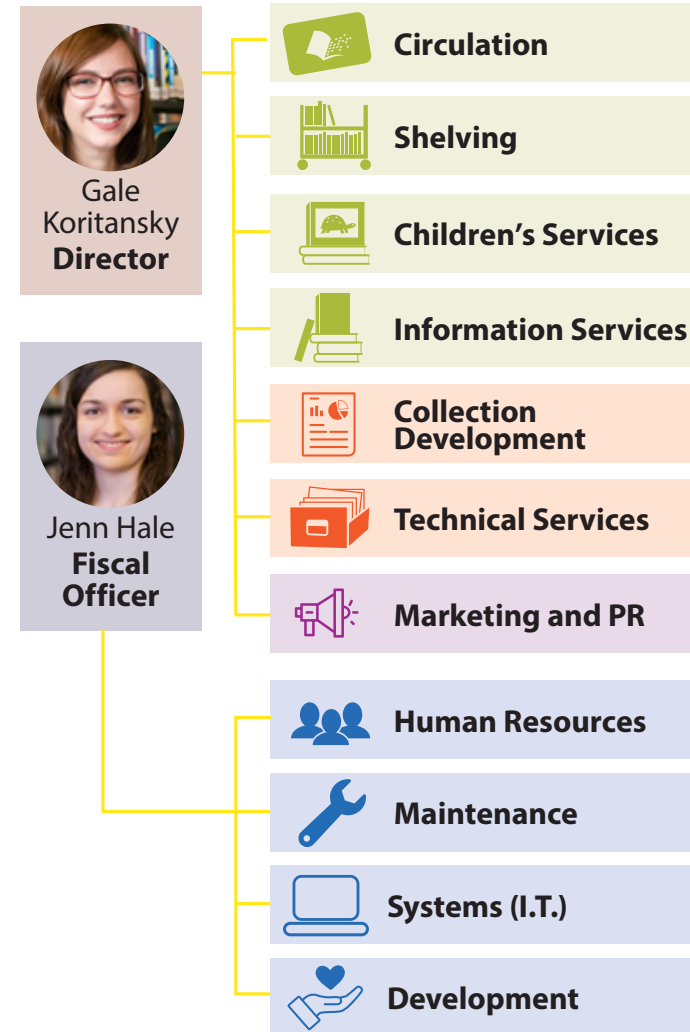 Gale
Koritansky
Director
Circulation
Shelving
Children’s Services
Information Services
Jenn Hale
Fiscal
Officer
Collection
Development
Technical Services
Marketing and PR
Human Resources
Maintenance
Systems (I.T.)
Development